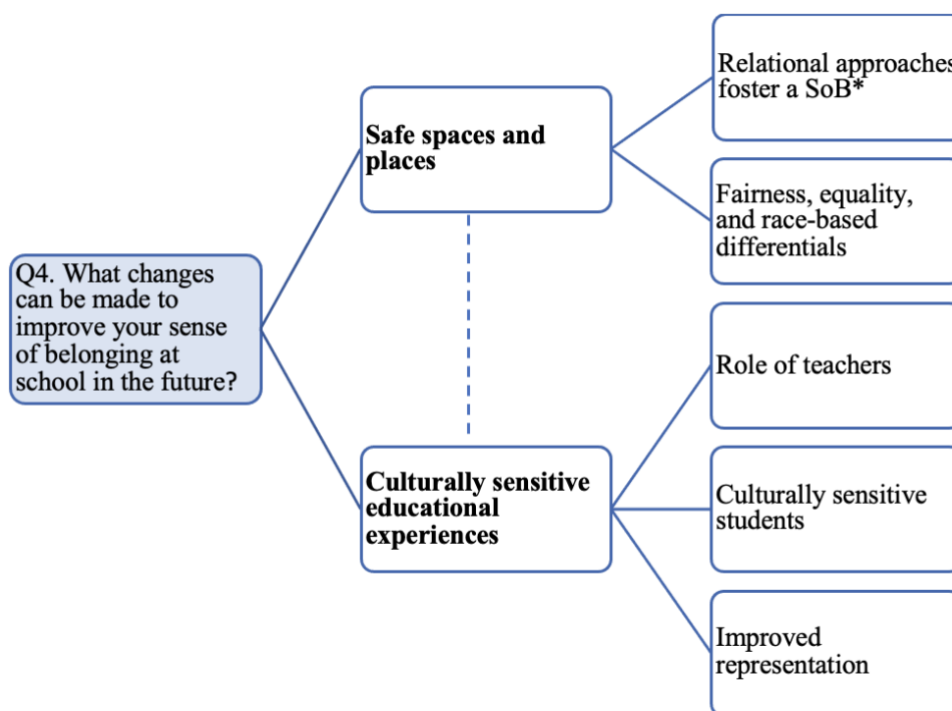 Relational approaches
foster a SoB*
Safe spaces and
places
Fairness, equality,
and race-based
differentials
Q4. What changes
can be made to
improve your sense
of belonging at
school in the future?
Role of teachers
Culturally sensitive
educational
experiences
Culturally sensitive
students
Improved
representation